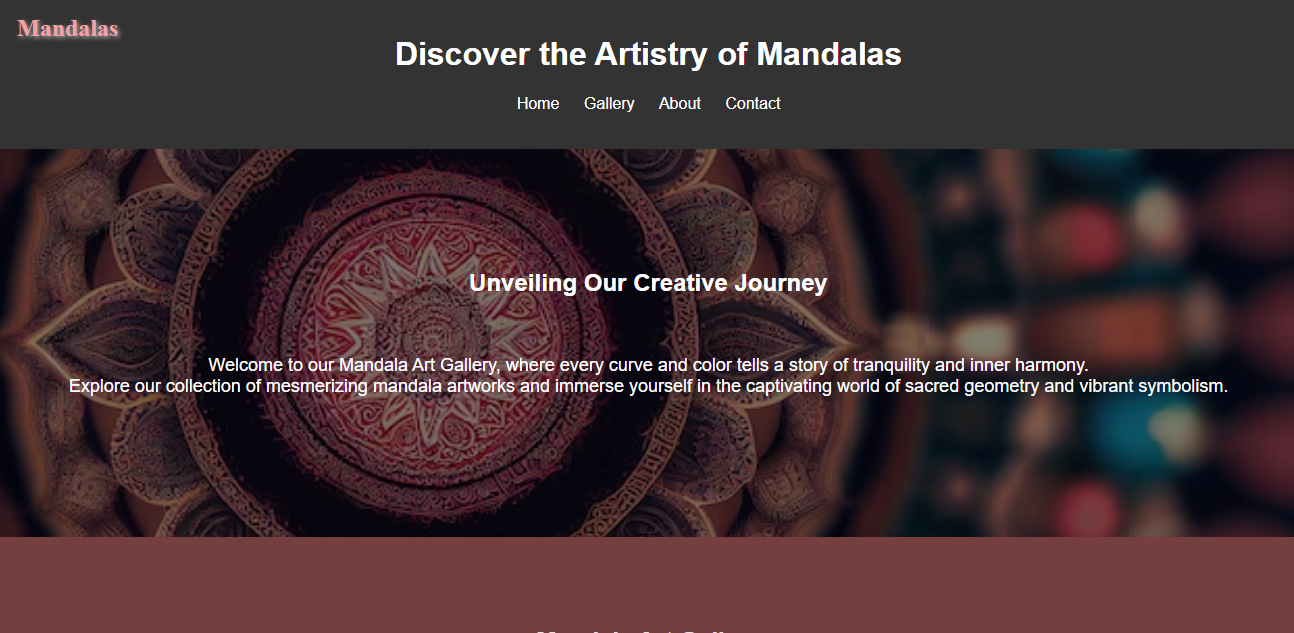 Mandalas
Discover the Artistry of Mandalas
Home Gallery About Contact
Unveiling Our Creative Journey
Welcome to our Mandala Art Gallery, where every curve and color tells a story of tranquility and inner harmony.
Explore our collection of mesmerizing mandala artworks and immerse yourself in the captivating world of sacred geometry and vibrant symbolism.